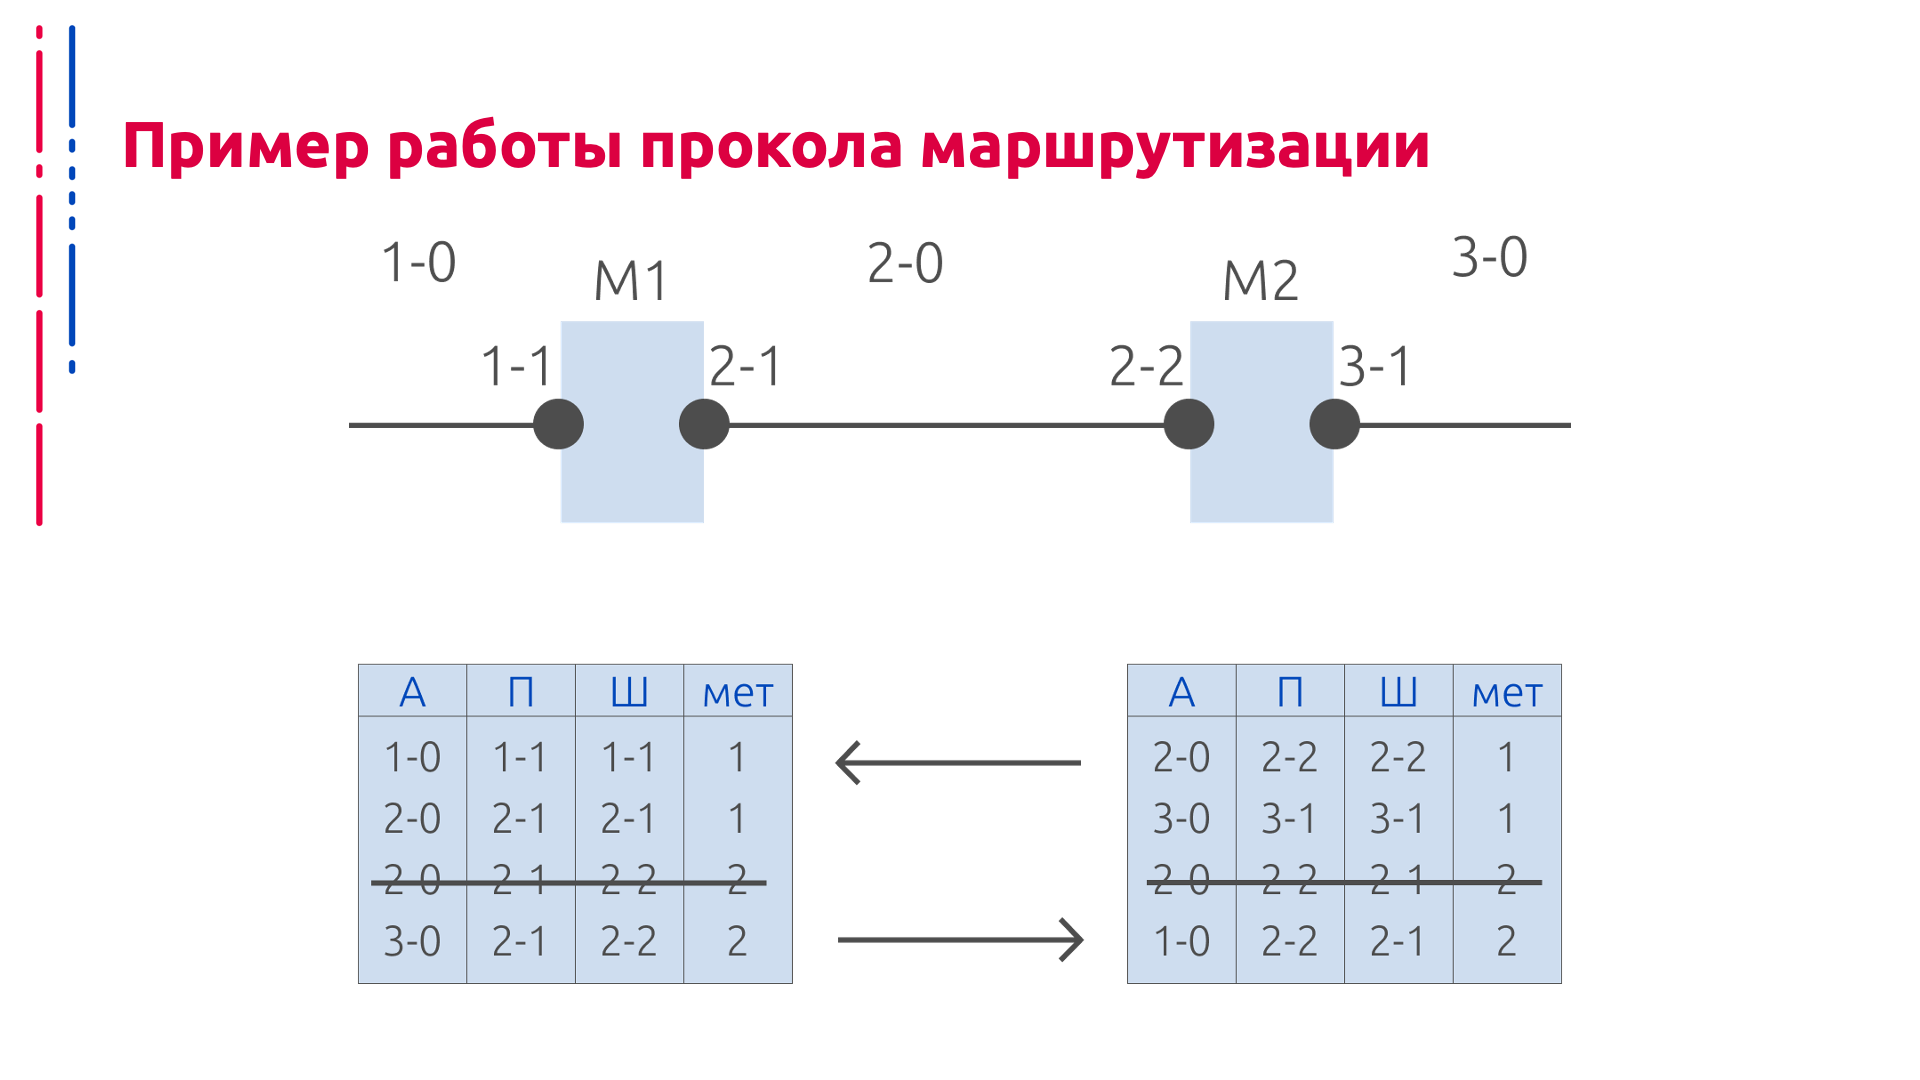 Пример работы прокола маршрутизации
1-0 М1 2-0 М2 3-0
1-1 2-1 2-2 3-1
А П Ш мет
1-0 1-1 1-1 1
2-0 2-1 2-1 1
2-0 2-1 2-2 2
3-0 2-1 2-2 2
А П Ш мет
2-0 2-2 2-2 1
3-0 3-1 3-1 1
2-0 2-2 2-1 2
1-0 2-2 2-1 2